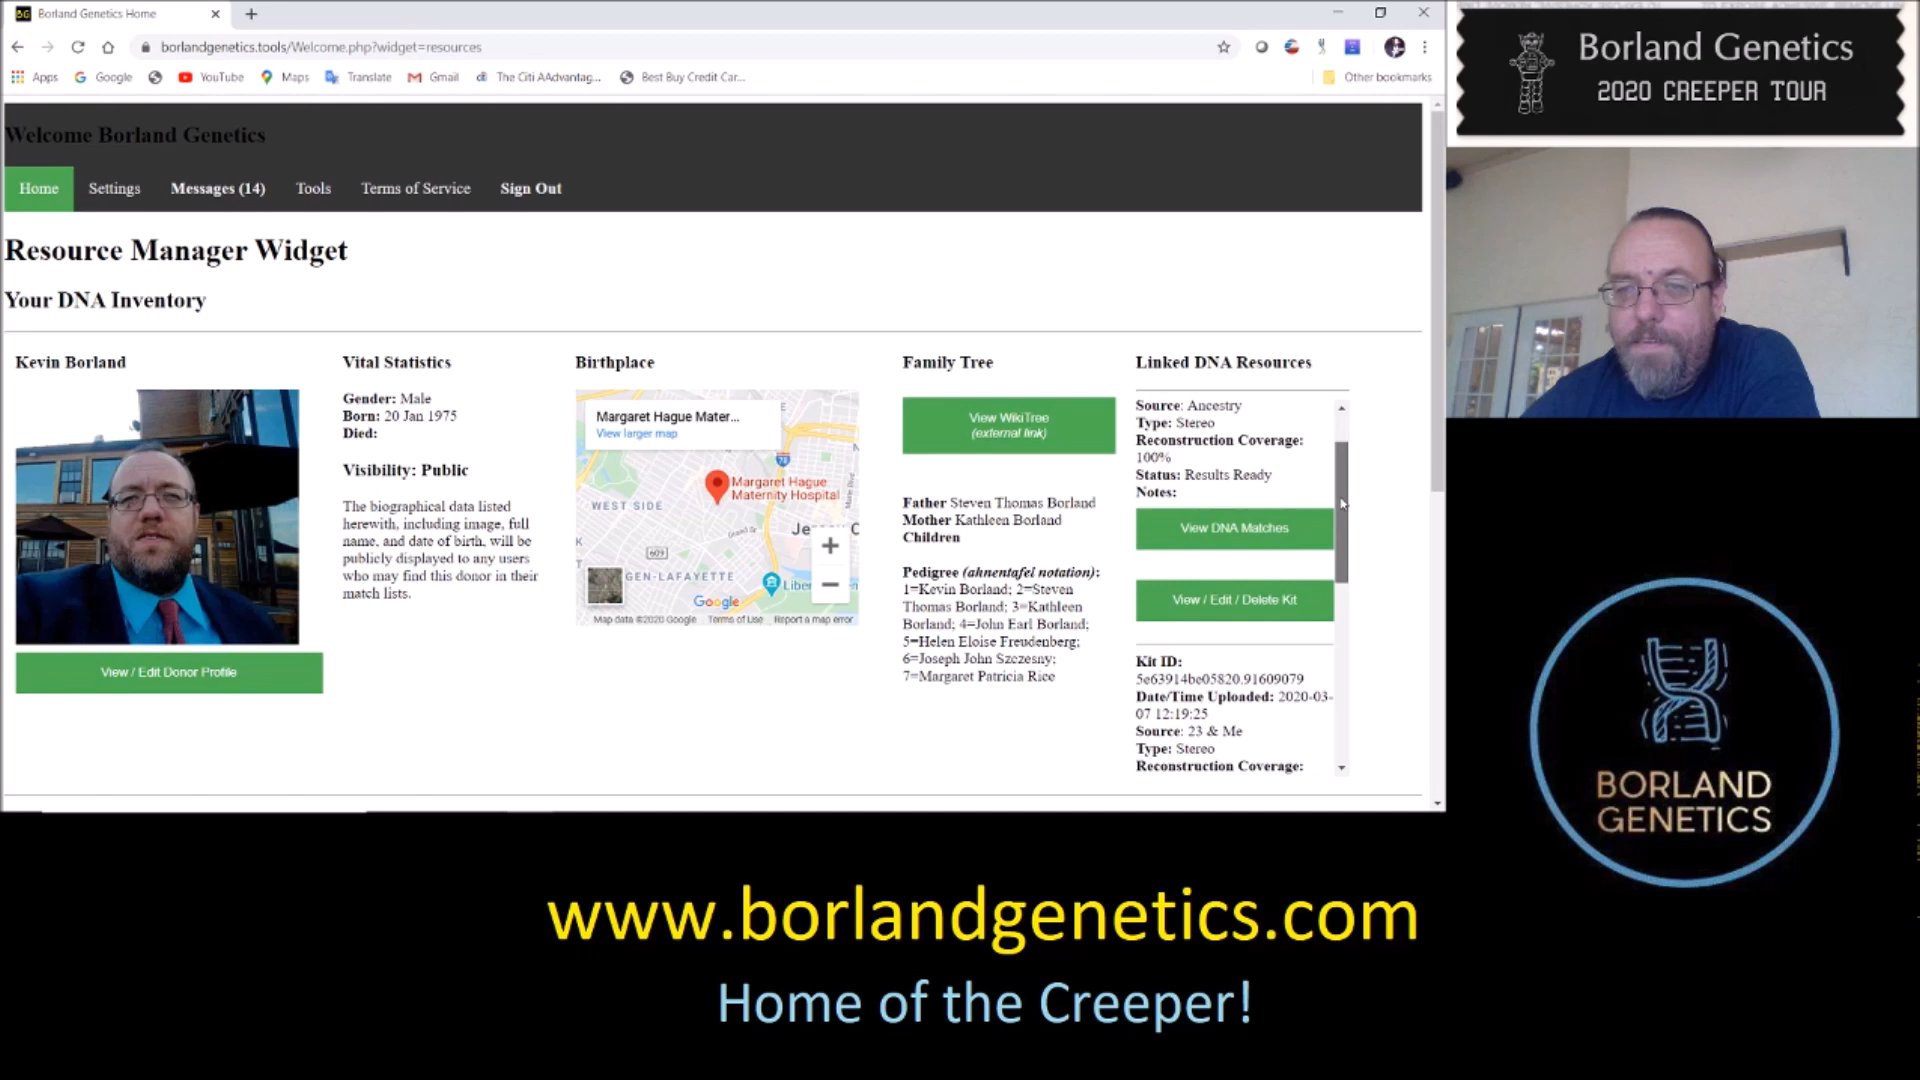 Borland Genetics Home
borlandgenetics.tools/Welcome.php?widget=resources
Apps
Google
YouTube
Maps
Translate
Gmail
The Citi AAdvantag...
Best Buy Credit Car...
Other bookmarks
Welcome Borland Genetics
Home
Settings
Messages (14)
Tools
Terms of Service
Sign Out
Resource Manager Widget
Your DNA Inventory
Kevin Borland
View / Edit Donor Profile
Vital Statistics
Gender: Male
Born: 20 Jan 1975
Died:
Visibility: Public
The biographical data listed
herewith, including image, full
name, and date of birth, will be
publicly displayed to any users
who may find this donor in their
match lists.
Birthplace
Margaret Hague Mater...
View larger map
Margaret Hague
Maternity Hospital
WEST SIDE
78
609
GEN-LAFAYETTE
Google
Map data ©2020 Google
Terms of Use
Report a map error
Family Tree
View WikiTree
(external link)
Father Steven Thomas Borland
Mother Kathleen Borland
Children
Pedigree (ahnentafel notation):
1=Kevin Borland; 2=Steven
Thomas Borland; 3=Kathleen
Borland; 4=John Earl Borland;
5=Helen Eloise Freudenberg;
6=Joseph John Szczesny;
7=Margaret Patricia Rice
Linked DNA Resources
Source: Ancestry
Type: Stereo
Reconstruction Coverage:
100%
Status: Results Ready
Notes:
View DNA Matches
View / Edit / Delete Kit
Kit ID:
5e63914be05820.91609079
Date/Time Uploaded: 2020-03-
07 12:19:25
Source: 23 & Me
Type: Stereo
Reconstruction Coverage:
Borland Genetics
2020 CREEPER TOUR
BORLAND
GENETICS
www.borlandgenetics.com
Home of the Creeper!